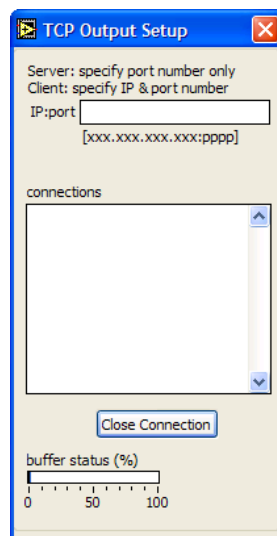 TCP Output Setup
Server: specify port number only
Client: specify IP & port number
IP:port
[xxx.xxx.xxx.xxx:pppp]
connections
Close Connection
buffer status (%)
0 50 100